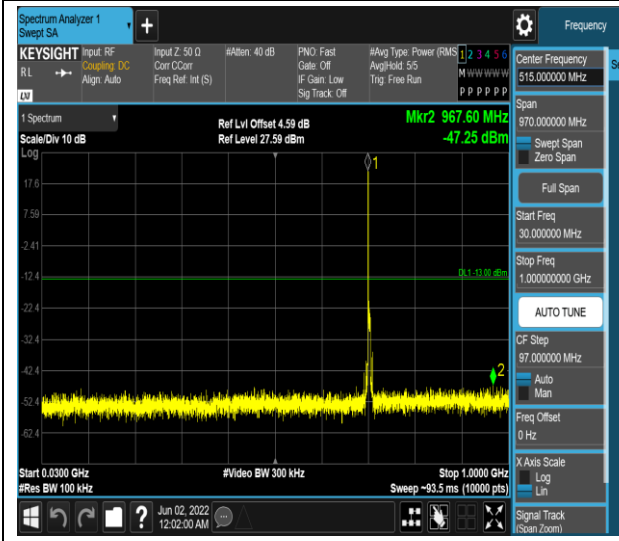 Spectrum Analyzer 1
Swept SA
+
Frequency
KEYSIGHT
RL
LXI
Input: RF
Coupling: DC
Align: Auto
Input Z: 50 Ω
Corr CCorr
Freq Ref: Int (S)
#Atten: 40 dB
PNO: Fast
Gate: Off
IF Gain: Low
Sig Track: Off
#Avg Type: Power (RMS
Avg|Hold: 5/5
Trig: Free Run
1 2 3 4 5 6
M W W W W W
P P P P P P
1 Spectrum
Scale/Div 10 dB
Log
Ref Lvl Offset 4.59 dB
Ref Level 27.59 dBm
Mkr2 967.60 MHz
-47.25 dBm
1
17.6
7.59
-2.41
-12.4
DL1 -13.00 dBm
-22.4
-32.4
-42.4
2
-52.4
-62.4
Start 0.0300 GHz
#Res BW 100 kHz
#Video BW 300 kHz
Stop 1.0000 GHz
Sweep ~93.5 ms (10000 pts)
Jun 02, 2022
12:02:00 AM
?
Center Frequency
515.000000 MHz
Span
970.000000 MHz
Swept Span
Zero Span
Full Span
Start Freq
30.000000 MHz
Stop Freq
1.000000000 GHz
AUTO TUNE
CF Step
97.000000 MHz
Auto
Man
Freq Offset
0 Hz
X Axis Scale
Log
Lin
Signal Track
(Span Zoom)